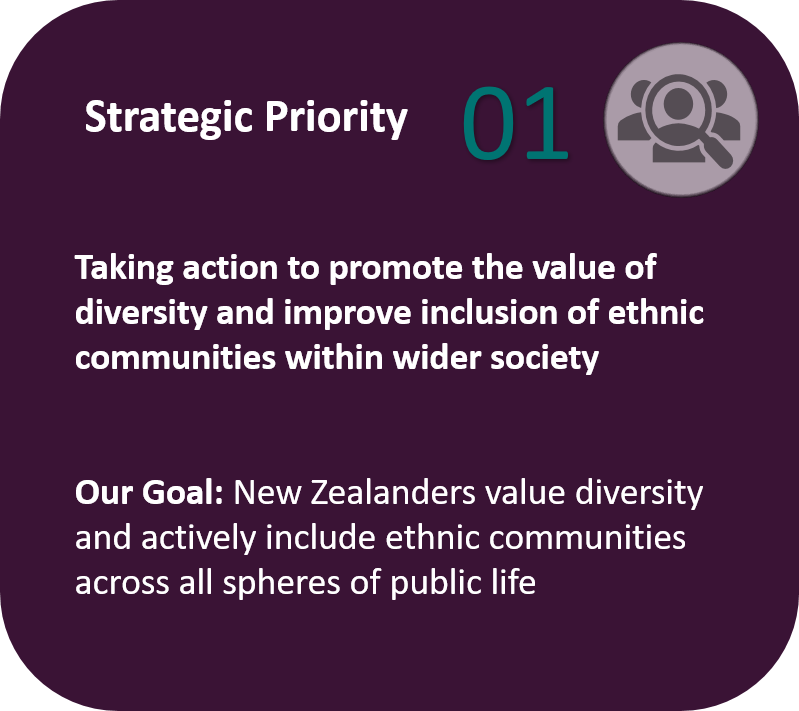 Strategic Priority 01
Taking action to promote the value of
diversity and improve inclusion of ethnic
communities within wider society
Our Goal: New Zealanders value diversity
and actively include ethnic communities
across all spheres of public life